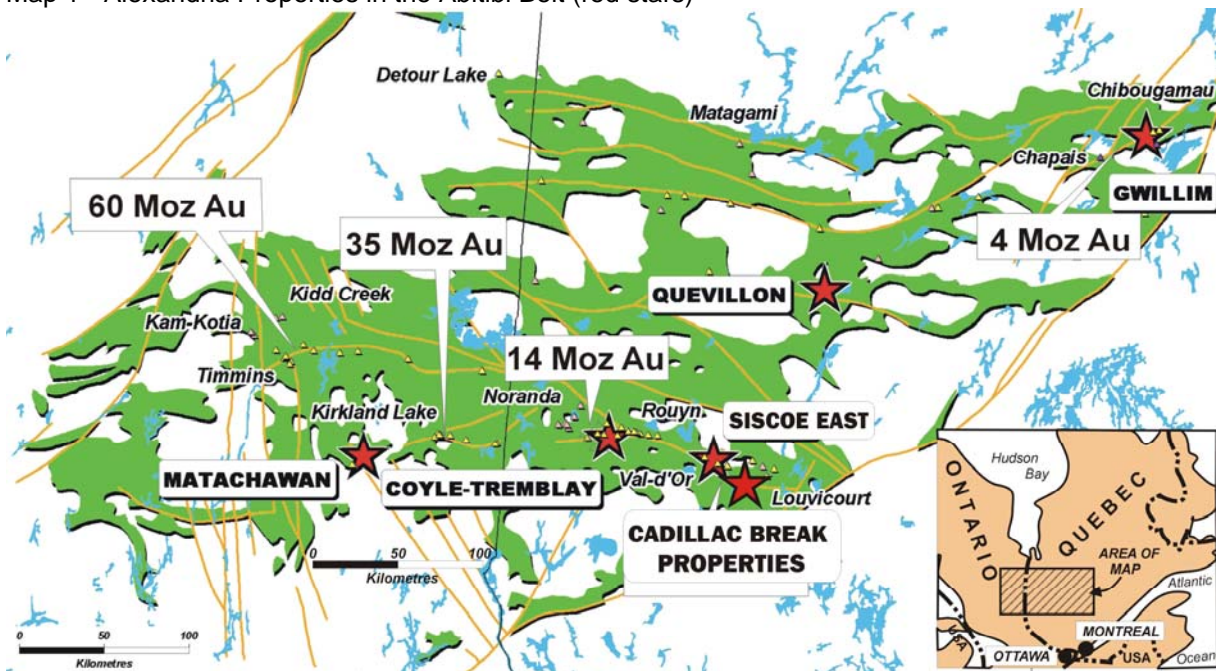 Map 1 – Alexandria Properties in the Abitibi Belt (red stars)
Detour Lake
Chibougamau
Matagami
Chapais
60 Moz Au
GWILLIM
35 Moz Au
4 Moz Au
Kidd Creek
QUEVILLON
Kam-Kotia
14 Moz Au
Timmins
Noranda
Kirkland Lake
Rouyn
SISCOE EAST
MATACHAWAN
COYLE-TREMBLAY
Val-d'Or
Louvicourt
CADILLAC BREAK
PROPERTIES
0 50 100
Kilometres
0 50 100
Kilometres
Hudson
Bay
ONTARIO
QUEBEC
AREA OF
MAP
Atlantic
MONTREAL
USA
OTTAWA
USA
Ocean